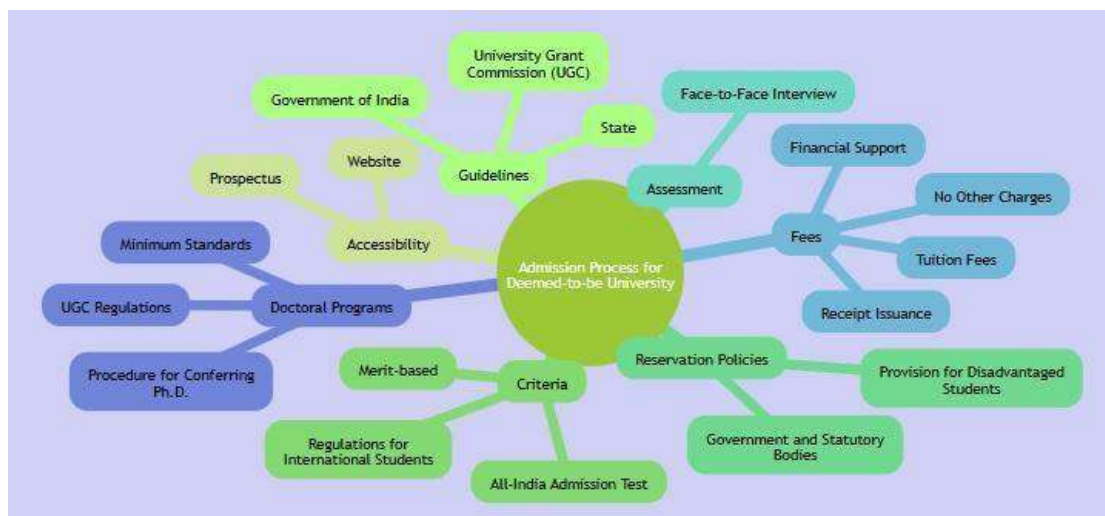 Admission Process for
Deemed-to-be University
Guidelines
Government of India
University Grant
Commission (UGC)
State
Assessment
Face-to-Face Interview
Fees
Financial Support
No Other Charges
Tuition Fees
Receipt Issuance
Reservation Policies
Provision for Disadvantaged
Students
Government and Statutory
Bodies
Criteria
Merit-based
Regulations for
International Students
All-India Admission Test
Doctoral Programs
Minimum Standards
UGC Regulations
Procedure for Conferring
Ph.D.
Accessibility
Prospectus
Website